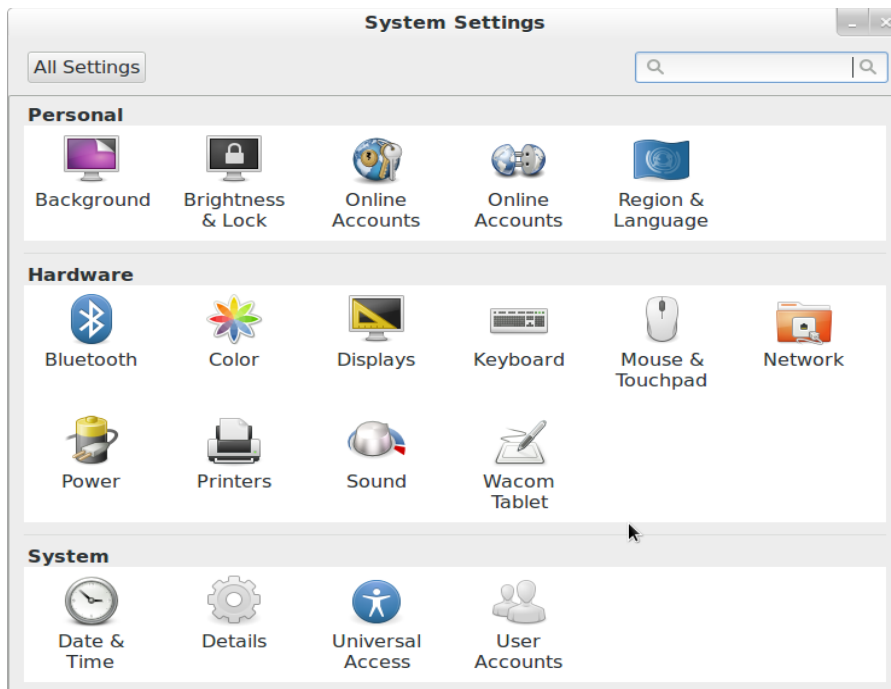 System Settings
All Settings
Personal
Background
Brightness
& Lock
Online
Accounts
Online
Accounts
Region &
Language
Hardware
Bluetooth
Color
Displays
Keyboard
Mouse &
Touchpad
Network
Power
Printers
Sound
Wacom
Tablet
System
Date &
Time
Details
Universal
Access
User
Accounts